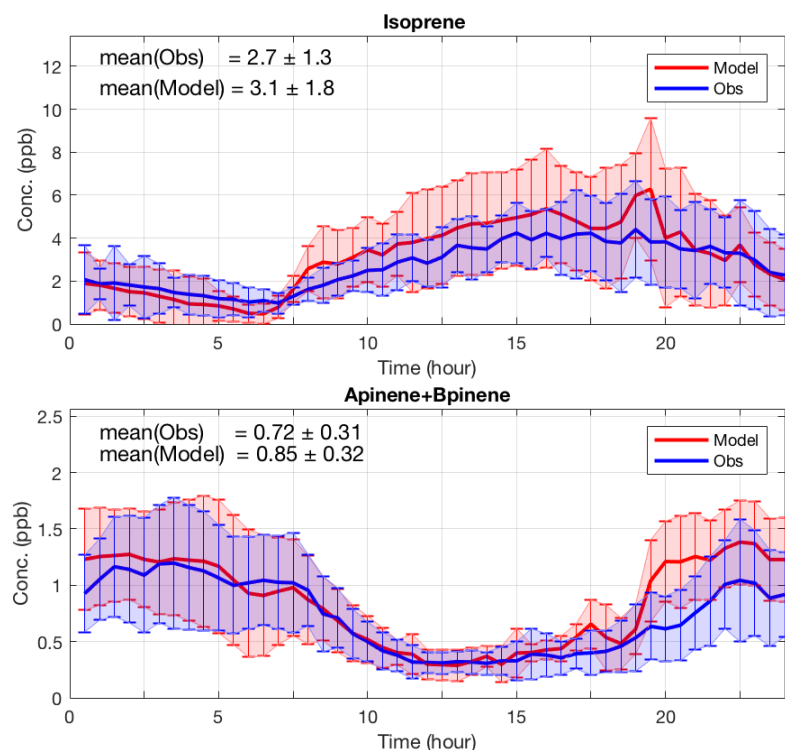 Isoprene
mean(Obs) = 2.7 ± 1.3
mean(Model) = 3.1 ± 1.8
Model
Obs
12
10
8
6
4
2
0
Conc. (ppb)
0 5 10 15 20
Time (hour)
Apinene+Bpinene
mean(Obs) = 0.72 ± 0.31
mean(Model) = 0.85 ± 0.32
Model
Obs
2.5
2
1.5
1
0.5
0
Conc. (ppb)
0 5 10 15 20
Time (hour)